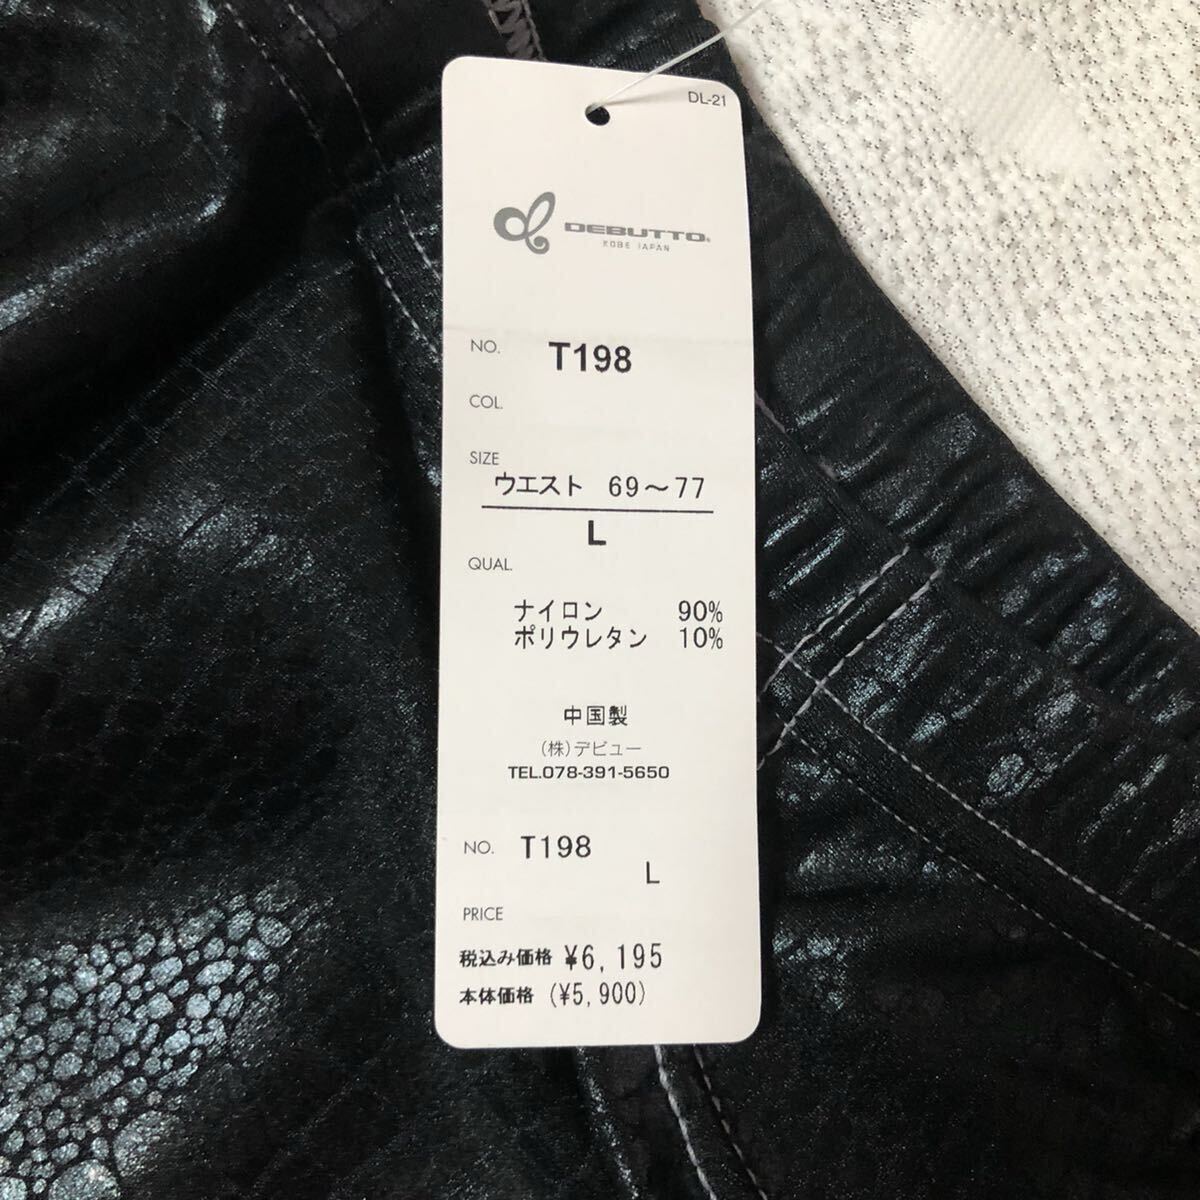 DL-21
DEBUTTO®
KOBE JAPAN
NO. T198
COL.
SIZE
ウエスト 69～77
L
QUAL.
ナイロン 90%
ポリウレタン 10%
中国製
(株)デビュー
TEL.078-391-5650
NO. T198
L
PRICE
税込み価格 ¥6,195
本体価格 (¥5,900)